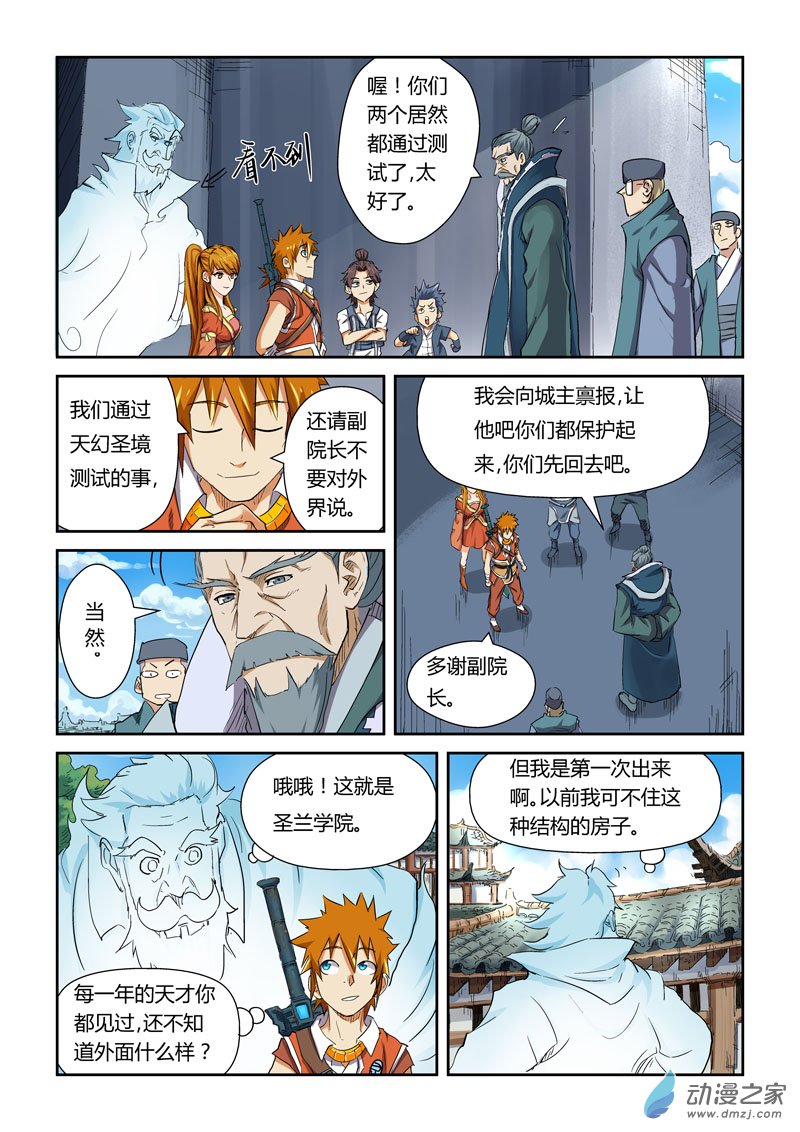 喔！你们
两个居然
都通过测
试了，太
好了。
看不到
我们通过
天幻圣境
测试的事，
还请副
院长不
要对外
界说。
我会向城主禀报，让
他吧你们都保护起
来，你们先回去吧。
多谢副院
长。
当然。
哦哦！这就是
圣兰学院。
每一年的天才你
都见过，还不知
道外面什么样？
但我是第一次出来
啊。以前我可不住这
种结构的房子。
动漫之家
www.dmzj.com